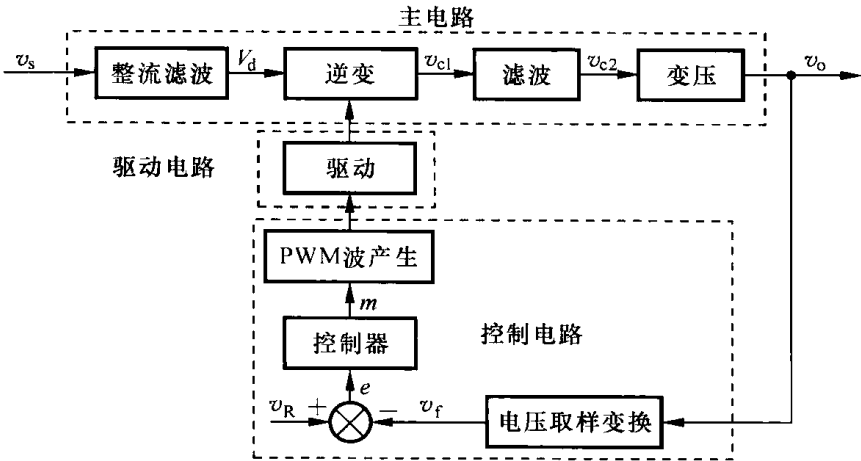 主电路
v_s
整流滤波
V_d
逆变
v_c1
滤波
v_c2
变压
v_o
驱动电路
驱动
PWM波产生
m
控制器
控制电路
e
v_R
+
−
v_f
电压取样变换